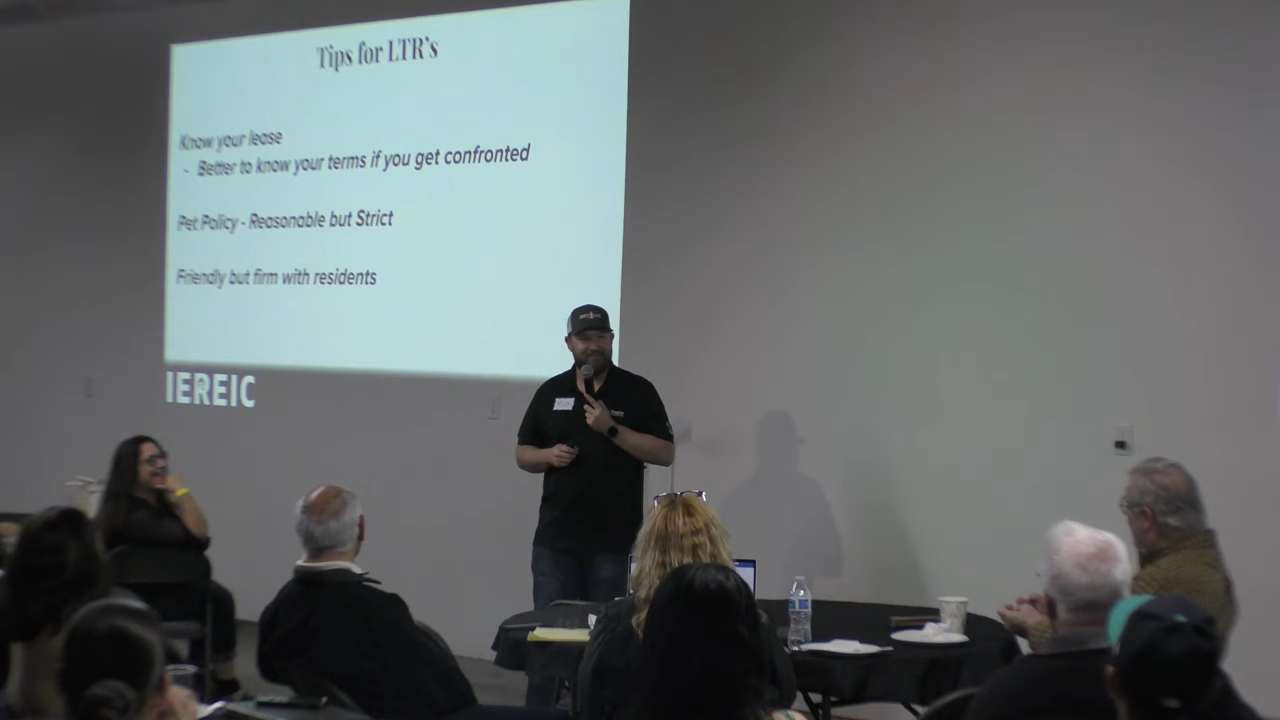 Tips for LTR's
Know your lease
- Better to know your terms if you get confronted
Pet Policy - Reasonable but Strict
Friendly but firm with residents
IEREIC